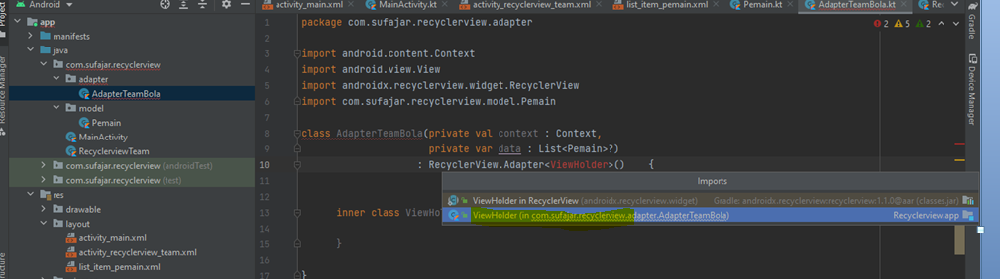 Android
activity_main.xml
MainActivity.kt
activity_recyclerview_team.xml
list_item_pemain.xml
Pemain.kt
AdapterTeamBola.kt
app
manifests
java
com.sufajar.recyclerview
adapter
AdapterTeamBola
model
Pemain
MainActivity
RecyclerviewTeam
com.sufajar.recyclerview (androidTest)
com.sufajar.recyclerview (test)
res
drawable
layout
activity_main.xml
activity_recyclerview_team.xml
list_item_pemain.xml
Resource Manager
1 package com.sufajar.recyclerview.adapter
2
3 import android.content.Context
4 import android.view.View
5 import androidx.recyclerview.widget.RecyclerView
6 import com.sufajar.recyclerview.model.Pemain
7
8 class AdapterTeamBola(private val context : Context,
9 private var data : List<Pemain>?)
10 : RecyclerView.Adapter<ViewHolder>() {
11
12
13 inner class ViewHo
14
15 }
16
17 }
2 5 2
Imports
ViewHolder in RecyclerView (androidx.recyclerview.widget) Gradle: androidx.recyclerview:recyclerview:1.1.0@aar (classes.jar)
ViewHolder (in com.sufajar.recyclerview.adapter.AdapterTeamBola) Recyclerview.app
Gradle
Device Manager